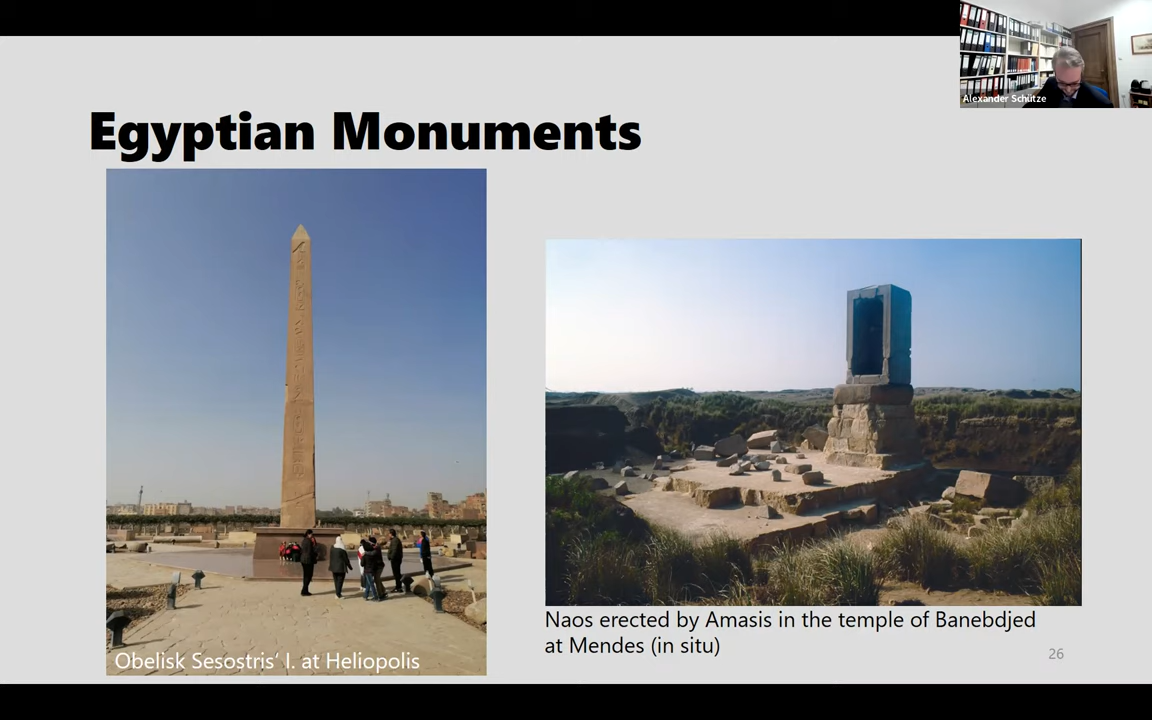 Alexander Schütze
Egyptian Monuments
Obelisk Sesostris‘ I. at Heliopolis
Naos erected by Amasis in the temple of Banebdjed
at Mendes (in situ)
26